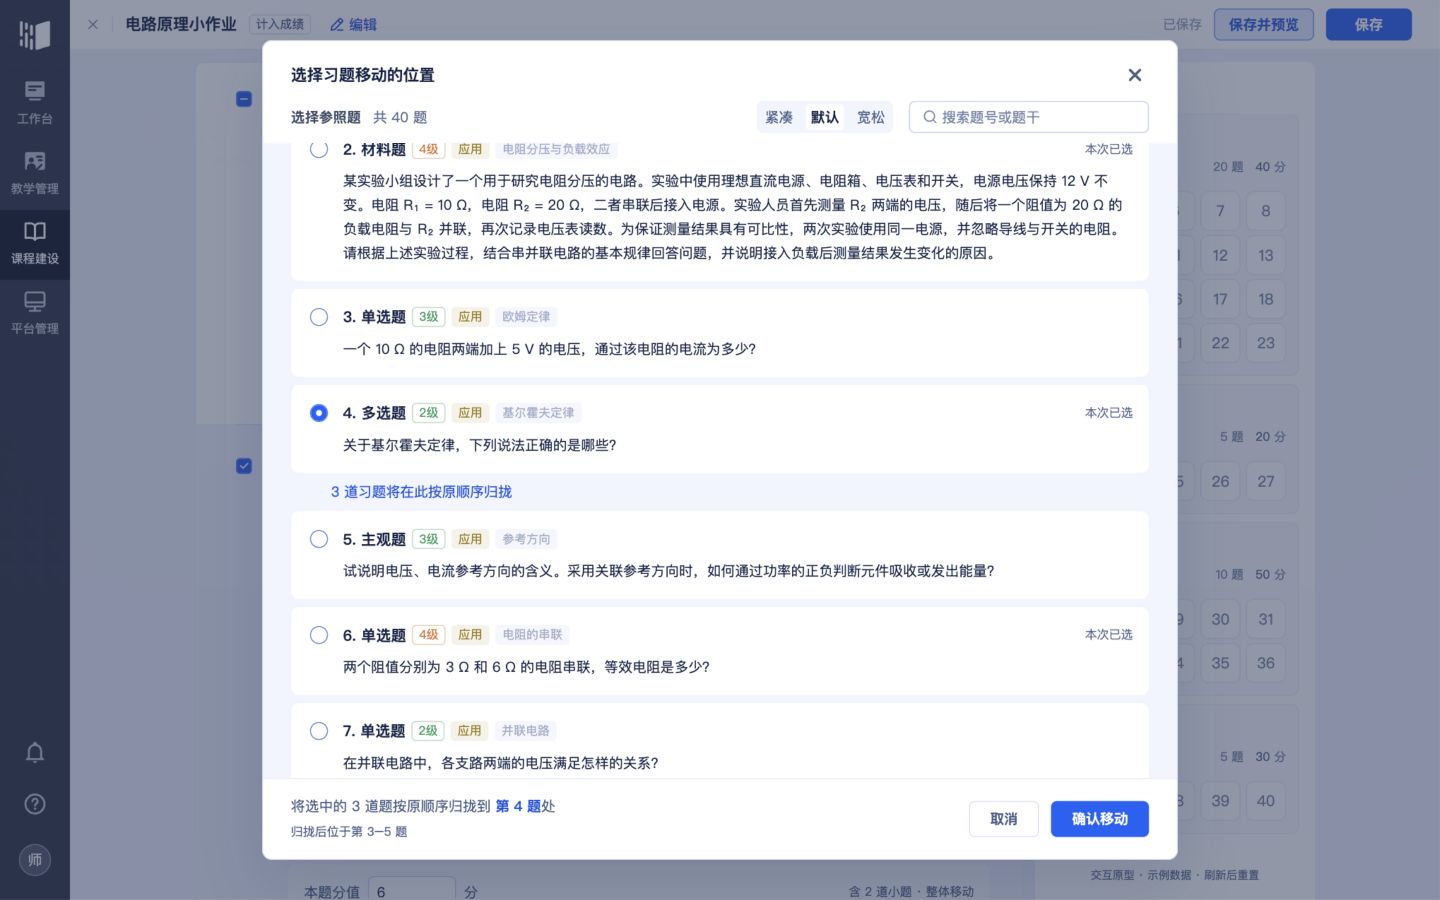 电路原理小作业 计入成绩 编辑
已保存 保存并预览 保存
工作台
教学管理
课程建设
平台管理
师
选择习题移动的位置
选择参照题 共 40 题
紧凑 默认 宽松 搜索题号或题干
2. 材料题 4级 应用 电阻分压与负载效应 本次已选
某实验小组设计了一个用于研究电阻分压的电路。实验中使用理想直流电源、电阻箱、电压表和开关，电源电压保持 12 V 不
变。电阻 R₁ = 10 Ω，电阻 R₂ = 20 Ω，二者串联后接入电源。实验人员首先测量 R₂ 两端的电压，随后将一个阻值为 20 Ω 的
负载电阻与 R₂ 并联，再次记录电压表读数。为保证测量结果具有可比性，两次实验使用同一电源，并忽略导线与开关的电阻。
请根据上述实验过程，结合串并联电路的基本规律回答问题，并说明接入负载后测量结果发生变化的原因。
3. 单选题 3级 应用 欧姆定律
一个 10 Ω 的电阻两端加上 5 V 的电压，通过该电阻的电流为多少？
4. 多选题 2级 应用 基尔霍夫定律 本次已选
关于基尔霍夫定律，下列说法正确的是哪些？
3 道习题将在此按原顺序归拢
5. 主观题 3级 应用 参考方向
试说明电压、电流参考方向的含义。采用关联参考方向时，如何通过功率的正负判断元件吸收或发出能量？
6. 单选题 4级 应用 电阻的串联 本次已选
两个阻值分别为 3 Ω 和 6 Ω 的电阻串联，等效电阻是多少？
7. 单选题 2级 应用 并联电路
在并联电路中，各支路两端的电压满足怎样的关系？
将选中的 3 道题按原顺序归拢到 第 4 题处
归拢后位于第 3–5 题
取消 确认移动
20 题 40 分
7 8
12 13
17 18
22 23
5 题 20 分
26 27
10 题 50 分
30 31
35 36
5 题 30 分
39 40
交互原型 · 示例数据 · 刷新后重置
本题分值 6 分 含 2 道小题 · 整体移动